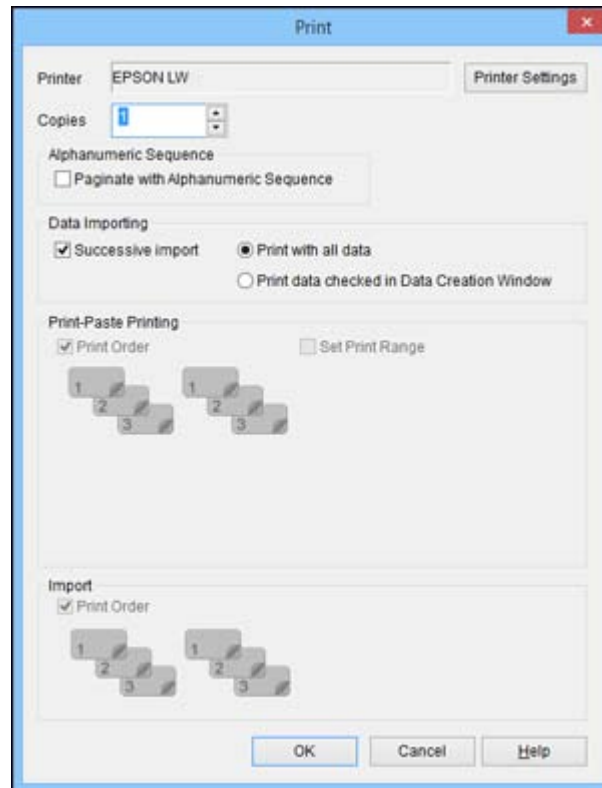 Print
Printer EPSON LW Printer Settings
Copies 1
Alphanumeric Sequence
Paginate with Alphanumeric Sequence
Data Importing
Successive import Print with all data
Print data checked in Data Creation Window
Print-Paste Printing
Print Order Set Print Range
1 1
2 2
3 3
Import
Print Order
1 1
2 2
3 3
OK Cancel Help